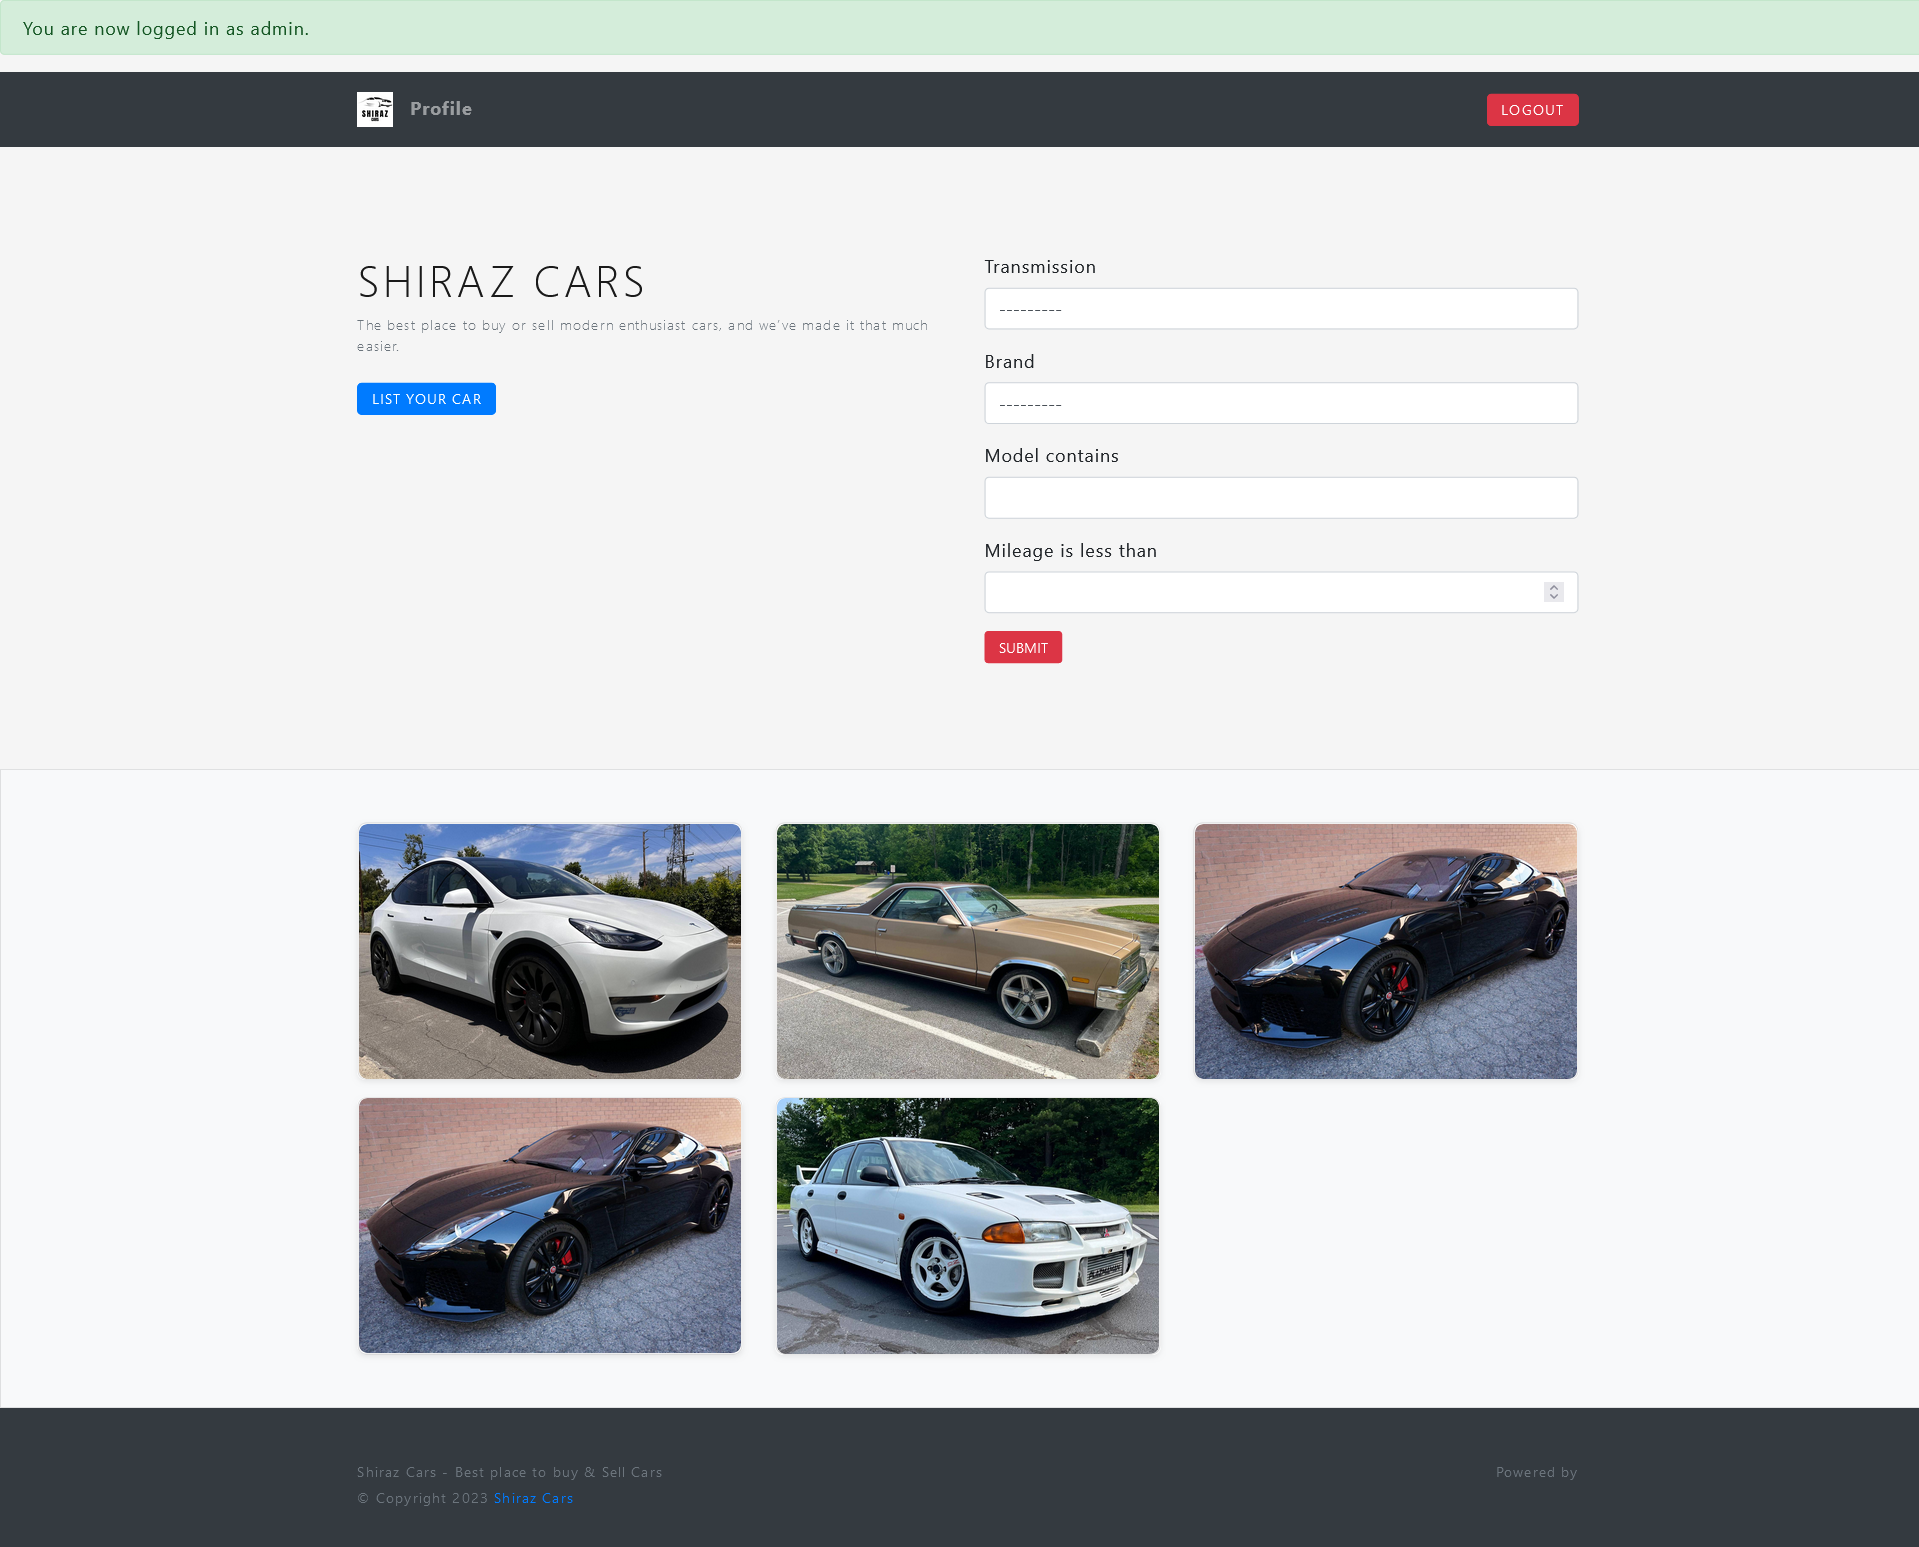 You are now logged in as admin.
SHIRAZ
CARS
Profile
LOGOUT
SHIRAZ CARS
The best place to buy or sell modern enthusiast cars, and we've made it that much
easier.
LIST YOUR CAR
Transmission
---------
Brand
---------
Model contains
Mileage is less than
SUBMIT
Shiraz Cars - Best place to buy & Sell Cars
© Copyright 2023 Shiraz Cars
Powered by